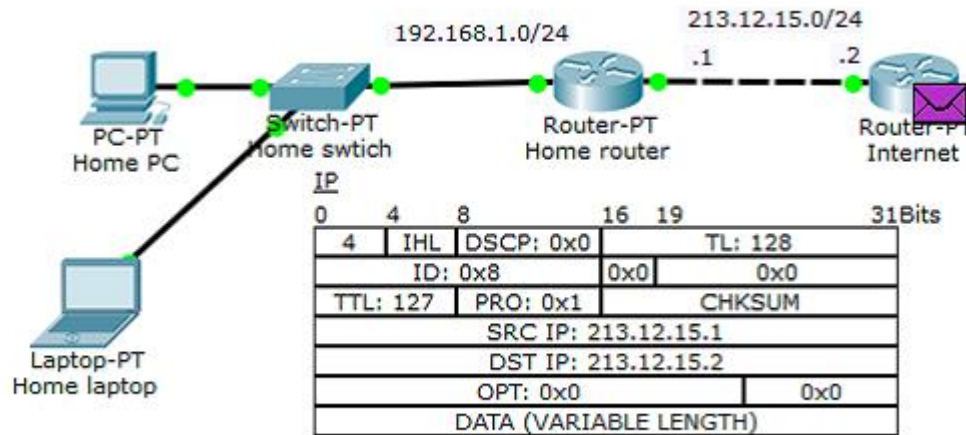 192.168.1.0/24
213.12.15.0/24
.1
.2
PC-PT
Home PC
Switch-PT
Home swtich
Router-PT
Home router
Router-PT
Internet
Laptop-PT
Home laptop
IP
0 4 8 16 19 31Bits
4 IHL DSCP: 0x0 TL: 128
ID: 0x8 0x0 0x0
TTL: 127 PRO: 0x1 CHKSUM
SRC IP: 213.12.15.1
DST IP: 213.12.15.2
OPT: 0x0 0x0
DATA (VARIABLE LENGTH)